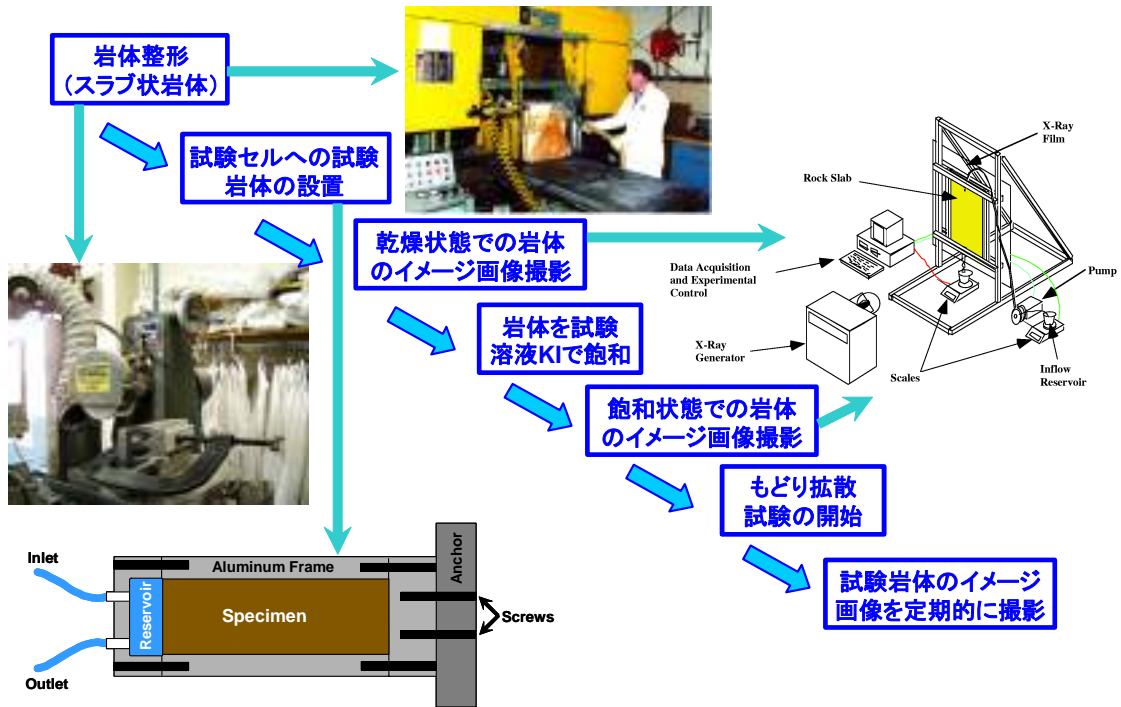 岩体整形
（スラブ状岩体）
試験セルへの試験
岩体の設置
乾燥状態での岩体
のイメージ画像撮影
岩体を試験
溶液KIで飽和
飽和状態での岩体
のイメージ画像撮影
もどり拡散
試験の開始
試験岩体のイメージ
画像を定期的に撮影
X-Ray
Film
Rock Slab
Data Acquisition
and Experimental
Control
Pump
X-Ray
Generator
Scales
Inflow
Reservoir
Inlet
Outlet
Reservoir
Aluminum Frame
Specimen
Anchor
Screws